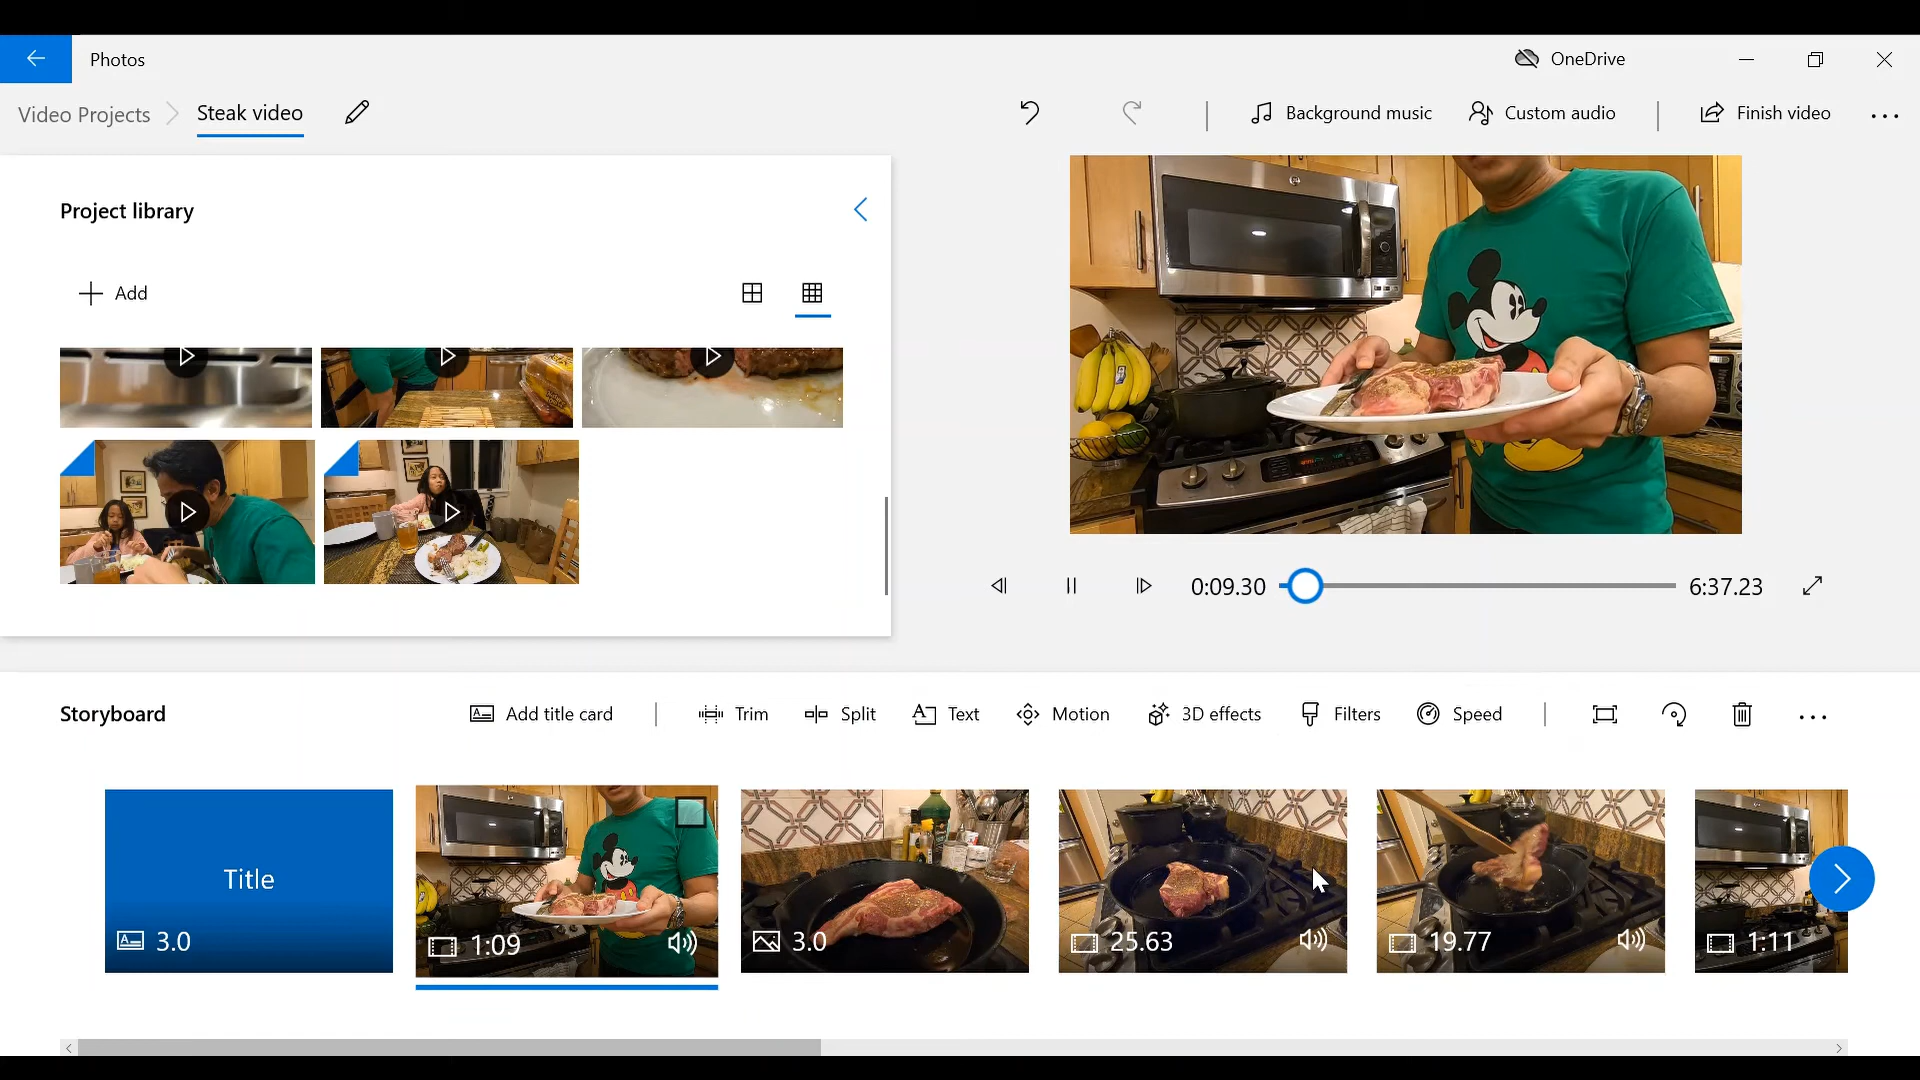 Photos
OneDrive
Video Projects
Steak video
Background music
Custom audio
Finish video
Project library
Add
0:09.30
6:37.23
Storyboard
Add title card
Trim
Split
Text
Motion
3D effects
Filters
Speed
Title
3.0
1:09
3.0
25.63
19.77
1:11